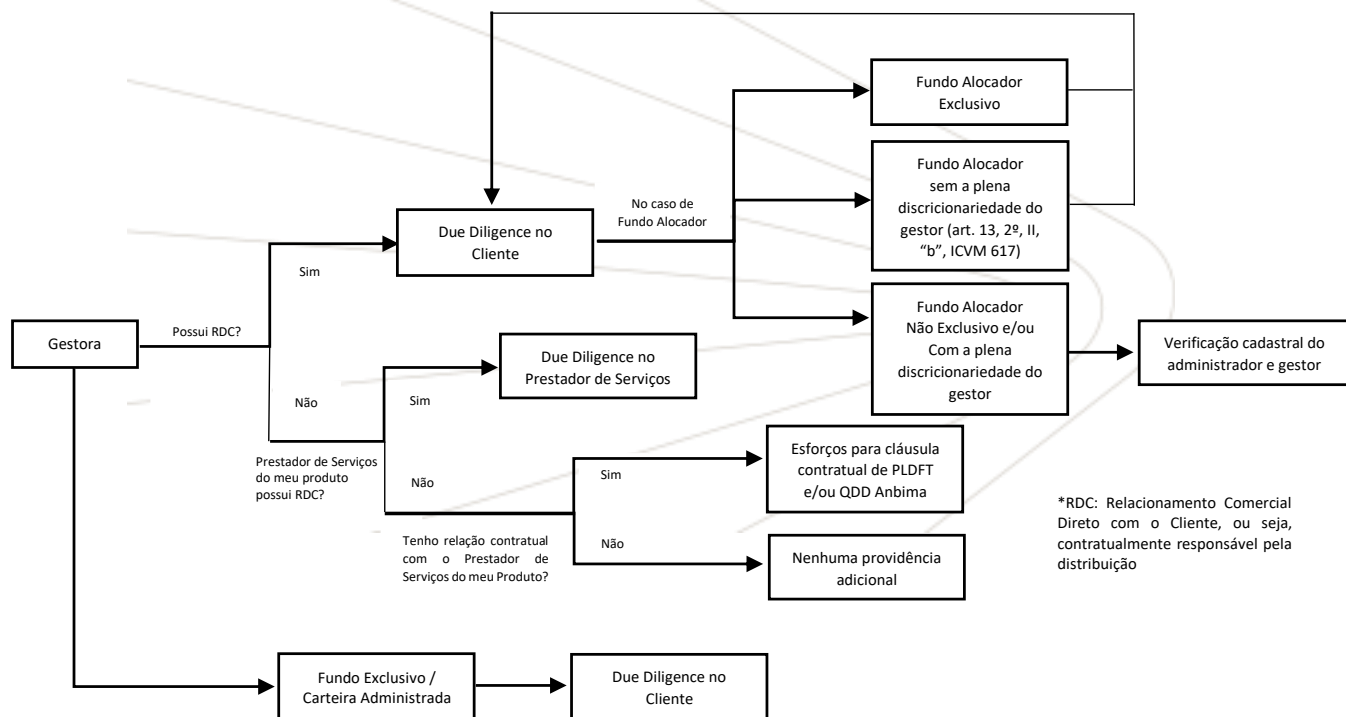 Fundo Alocador
Exclusivo
Fundo Alocador
sem a plena
discricionariedade do
gestor (art. 13, 2º, II,
“b”, ICVM 617)
No caso de
Fundo Alocador
Due Diligence no
Cliente
Sim
Fundo Alocador
Não Exclusivo e/ou
Com a plena
discricionariedade do
gestor
Verificação cadastral do
administrador e gestor
Gestora
Possui RDC?
Due Diligence no
Prestador de Serviços
Não
Sim
Prestador de Serviços
do meu produto
possui RDC?
Não
Sim
Esforços para cláusula
contratual de PLDFT
e/ou QDD Anbima
Tenho relação contratual
com o Prestador de
Serviços do meu Produto?
Não
Nenhuma providência
adicional
*RDC: Relacionamento Comercial
Direto com o Cliente, ou seja,
contratualmente responsável pela
distribuição
Fundo Exclusivo /
Carteira Administrada
Due Diligence no
Cliente